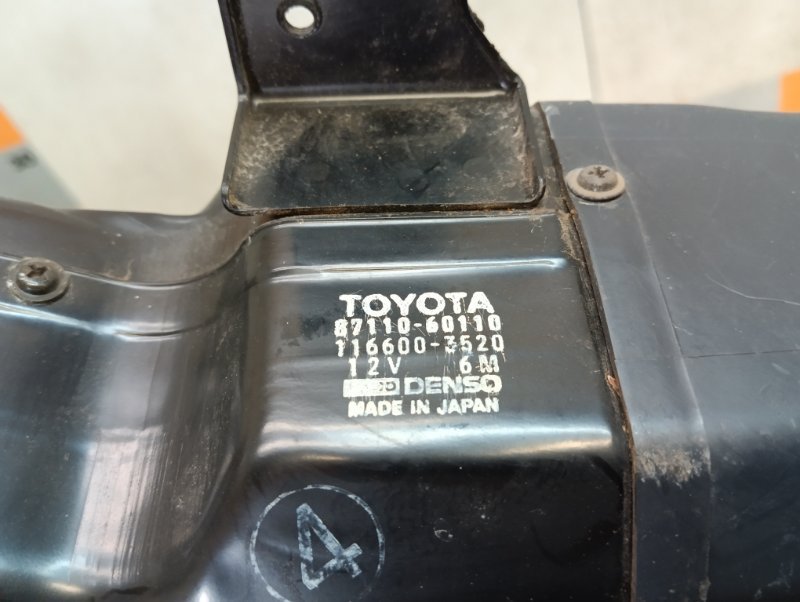 TOYOTA
87110-60110
116600-3520
12V 6M
DENSO
MADE IN JAPAN
4